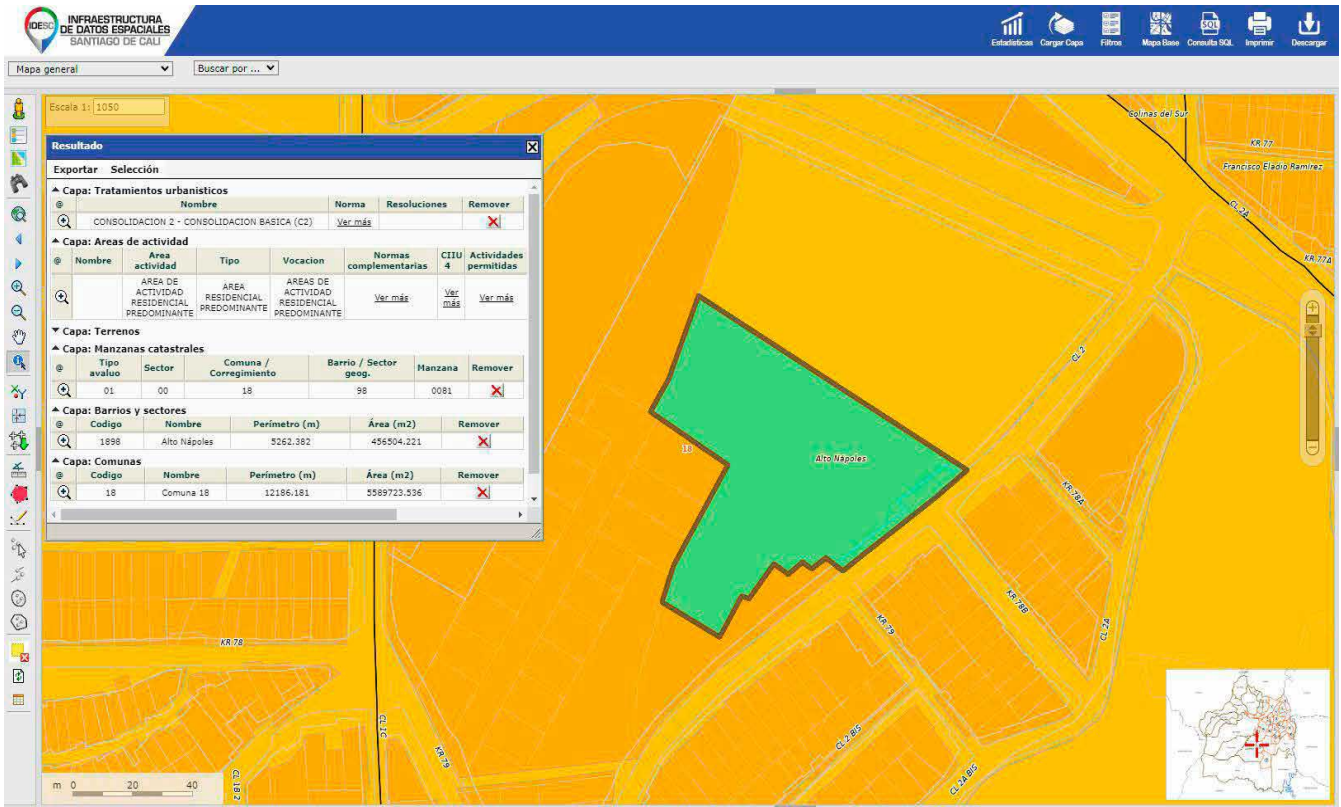 IDESC
INFRAESTRUCTURA
DE DATOS ESPACIALES
SANTIAGO DE CALI
Estadísticas Cargar Capa Filtros Mapa Base Consulta SQL Imprimir Descargar
Mapa general Buscar por ...
Escala 1: 1050
Resultado
Exportar Selección
Capa: Tratamientos urbanisticos
@ Nombre Norma Resoluciones Remover
CONSOLIDACION 2 - CONSOLIDACION BASICA (C2) Ver más
Capa: Areas de actividad
@ Nombre Area actividad Tipo Vocacion Normas complementarias CIIU 4 Actividades permitidas
AREA DE ACTIVIDAD RESIDENCIAL PREDOMINANTE AREA RESIDENCIAL PREDOMINANTE AREAS DE ACTIVIDAD RESIDENCIAL PREDOMINANTE Ver más Ver más Ver más
Capa: Terrenos
Capa: Manzanas catastrales
@ Tipo avaluo Sector Comuna / Corregimiento Barrio / Sector geog. Manzana Remover
01 00 18 98 0081
Capa: Barrios y sectores
@ Codigo Nombre Perímetro (m) Área (m2) Remover
1898 Alto Nápoles 5262.382 456504.221
Capa: Comunas
@ Codigo Nombre Perímetro (m) Área (m2) Remover
18 Comuna 18 12186.181 5589723.536
Colinas del Sur
KR 77
Francisco Eladio Ramirez
CL 2A
KR 77A
CL 2
18
Alto Nápoles
KR 78A
KR 78B
KR 79
CL 2A
KR 78
CL 1C
KR 79
CL 2 BIS
CL 2A BIS
CL 1B 2
m 0 20 40